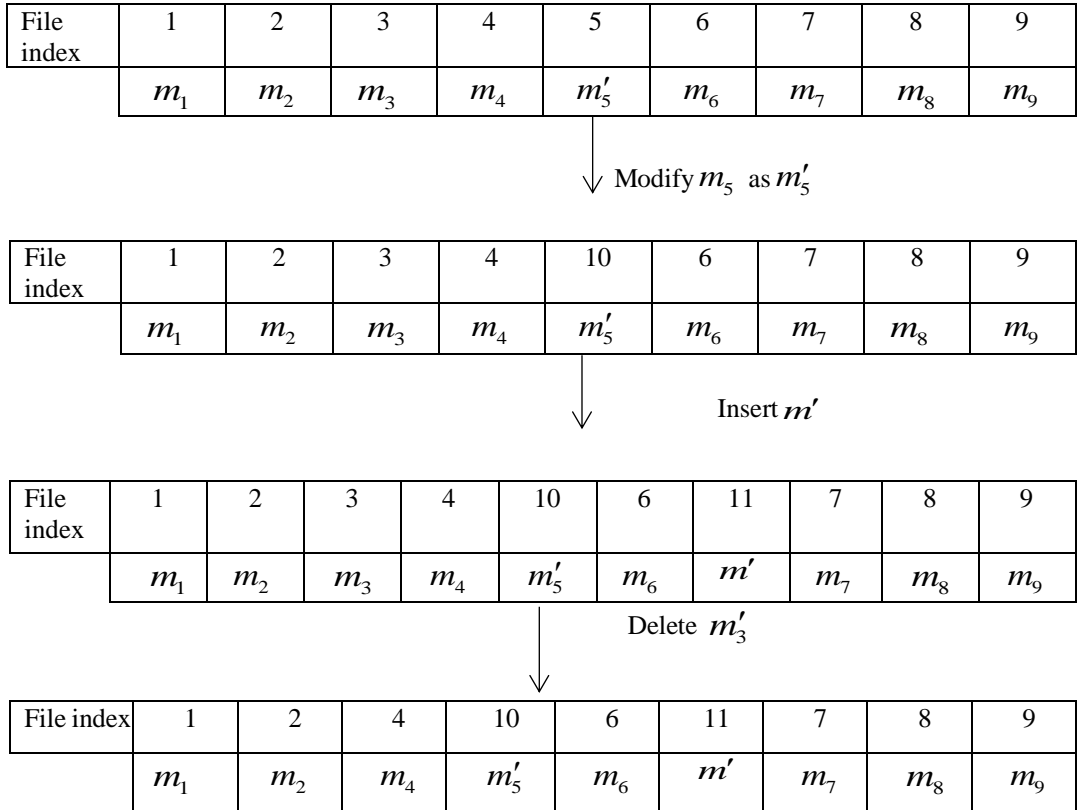 File index 1 2 3 4 5 6 7 8 9
m₁ m₂ m₃ m₄ m′₅ m₆ m₇ m₈ m₉
Modify m₅ as m′₅
File index 1 2 3 4 10 6 7 8 9
m₁ m₂ m₃ m₄ m′₅ m₆ m₇ m₈ m₉
Insert m′
File index 1 2 3 4 10 6 11 7 8 9
m₁ m₂ m₃ m₄ m′₅ m₆ m′ m₇ m₈ m₉
Delete m′₃
File index 1 2 4 10 6 11 7 8 9
m₁ m₂ m₄ m′₅ m₆ m′ m₇ m₈ m₉